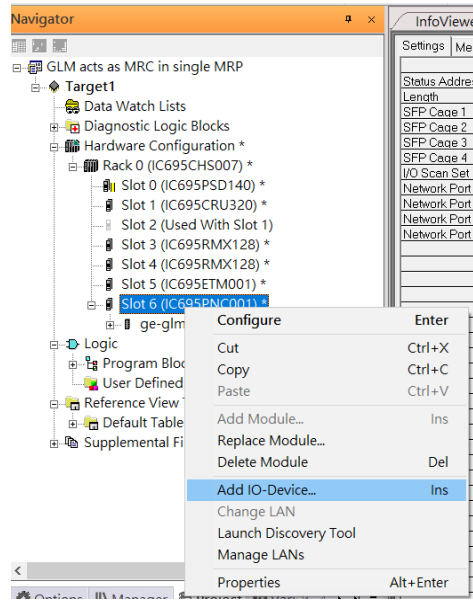 Navigator
InfoViewe
Settings Me
GLM acts as MRC in single MRP
Target1
Data Watch Lists
Diagnostic Logic Blocks
Hardware Configuration *
Rack 0 (IC695CHS007) *
Slot 0 (IC695PSD140) *
Slot 1 (IC695CRU320) *
Slot 2 (Used With Slot 1)
Slot 3 (IC695RMX128) *
Slot 4 (IC695RMX128) *
Slot 5 (IC695ETM001) *
Slot 6 (IC695PNC001) *
ge-glm
Logic
Program Bloc
User Defined
Reference View T
Default Table
Supplemental Fi
Status Addres
Length
SFP Cage 1
SFP Cage 2
SFP Cage 3
SFP Cage 4
I/O Scan Set
Network Port
Network Port
Network Port
Network Port
Configure Enter
Cut Ctrl+X
Copy Ctrl+C
Paste Ctrl+V
Add Module... Ins
Replace Module...
Delete Module Del
Add IO-Device... Ins
Change LAN
Launch Discovery Tool
Manage LANs
Properties Alt+Enter
Options Manager Project